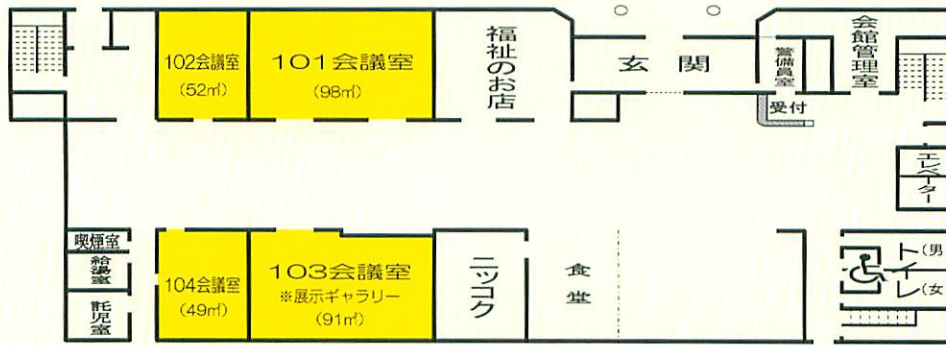 102会議室
(52㎡)
101会議室
(98㎡)
福祉のお店
玄関
警備員室
会館管理室
受付
エレベーター
喫煙室
給湯室
託児室
104会議室
(49㎡)
103会議室
※展示ギャラリー
(91㎡)
ニッコク
食堂
トイレ
(男
(女